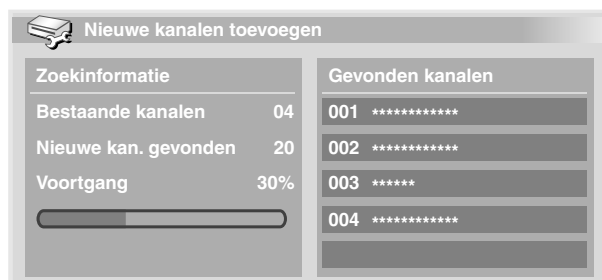 Nieuwe kanalen toevoegen
Zoekinformatie
Bestaande kanalen 04
Nieuwe kan. gevonden 20
Voortgang 30%
Gevonden kanalen
001 ************
002 ************
003 ******
004 ************